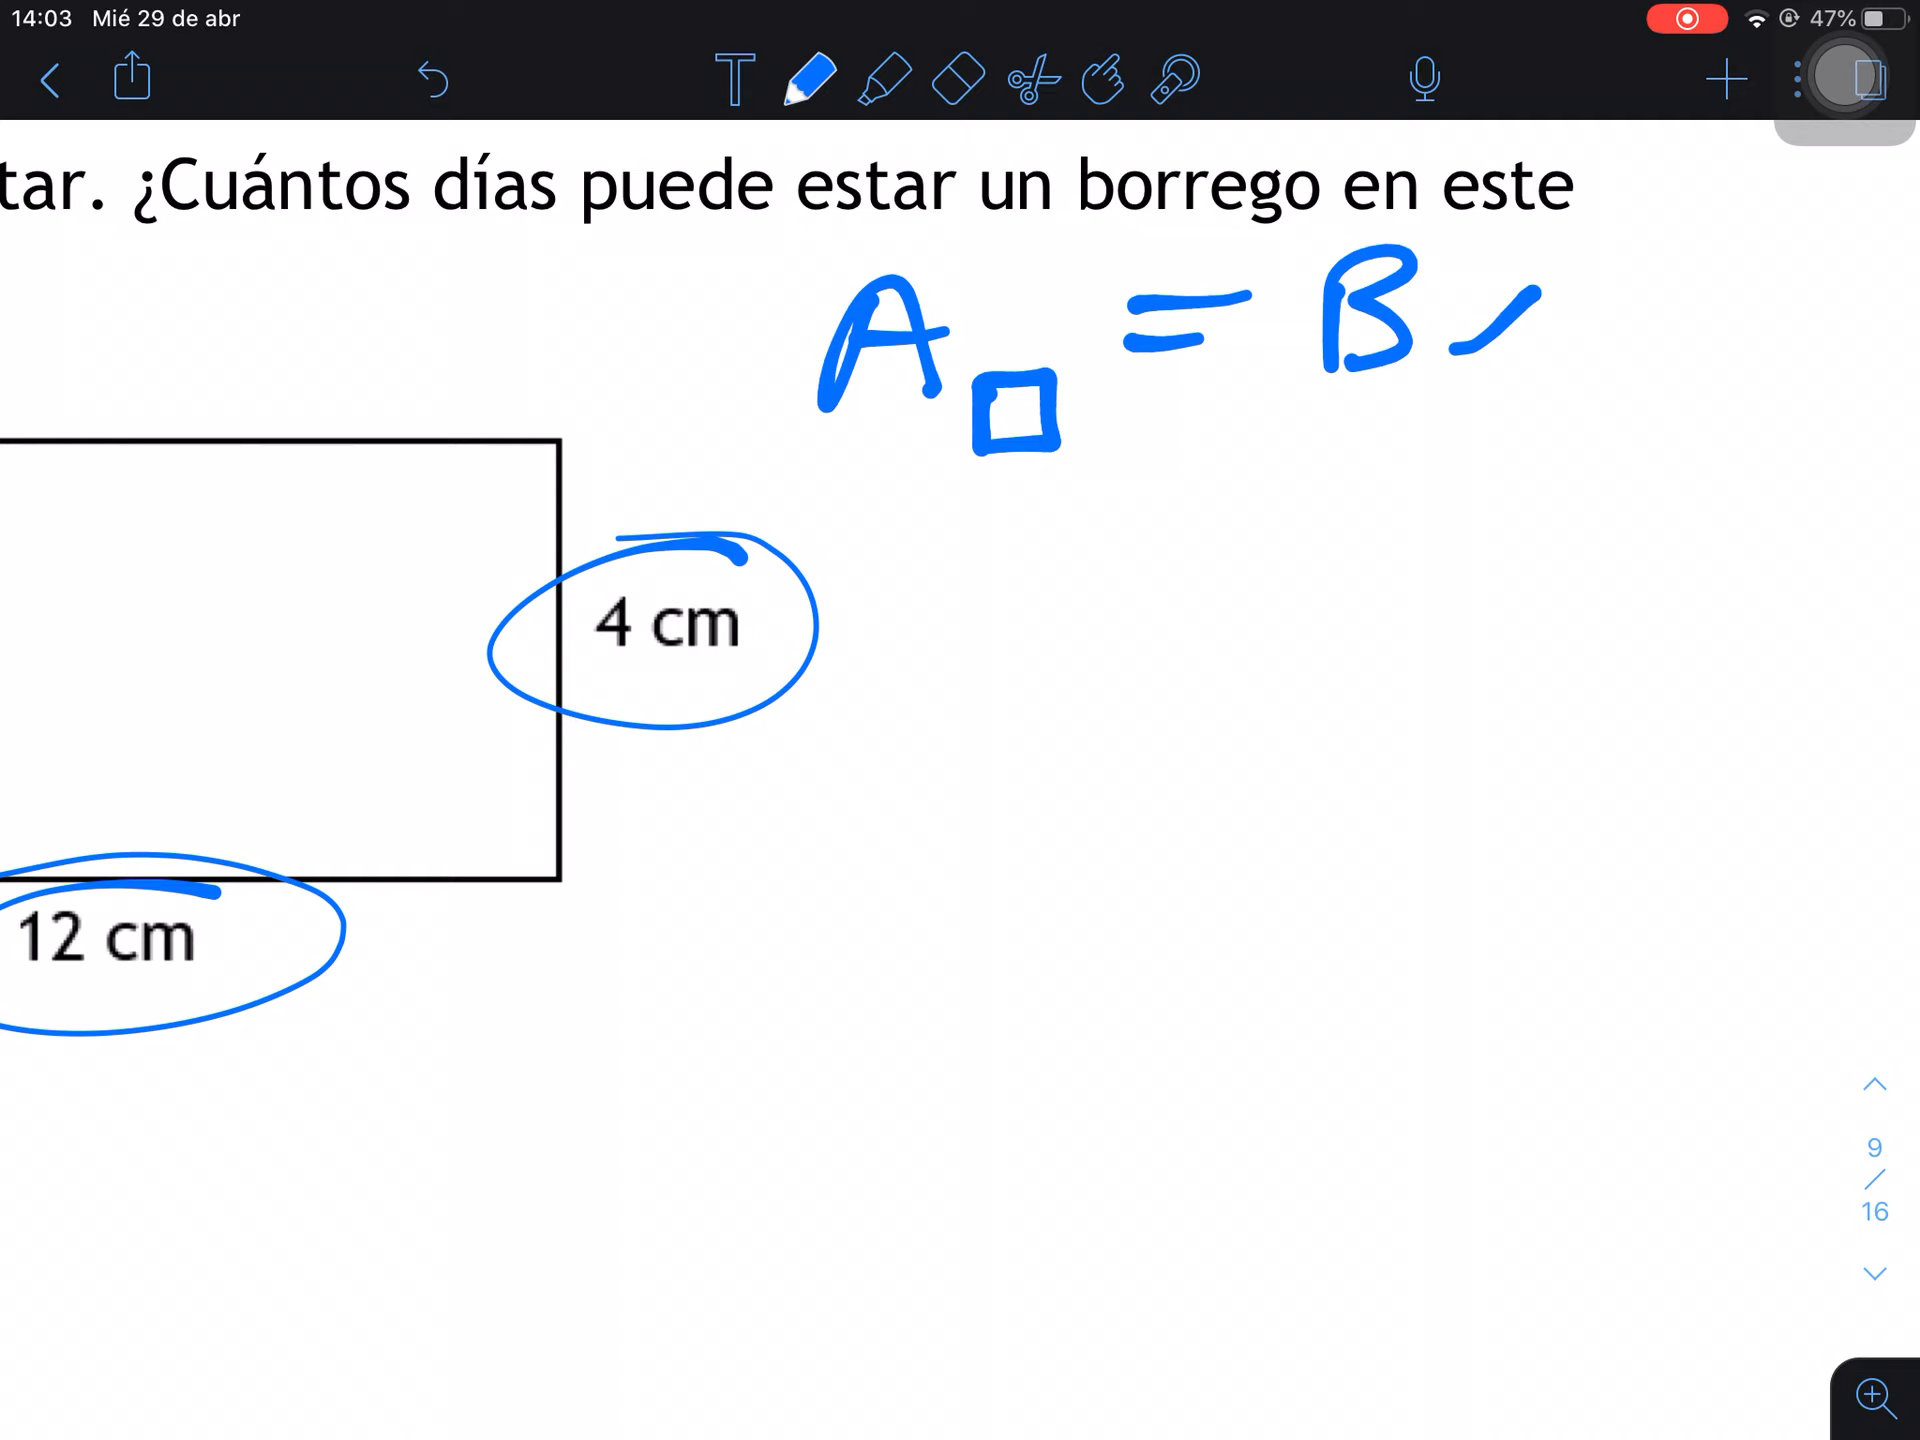 14:03 Mié 29 de abr 47%
T
tar. ¿Cuántos días puede estar un borrego en este
A□ = B
4 cm
12 cm
9
/
16